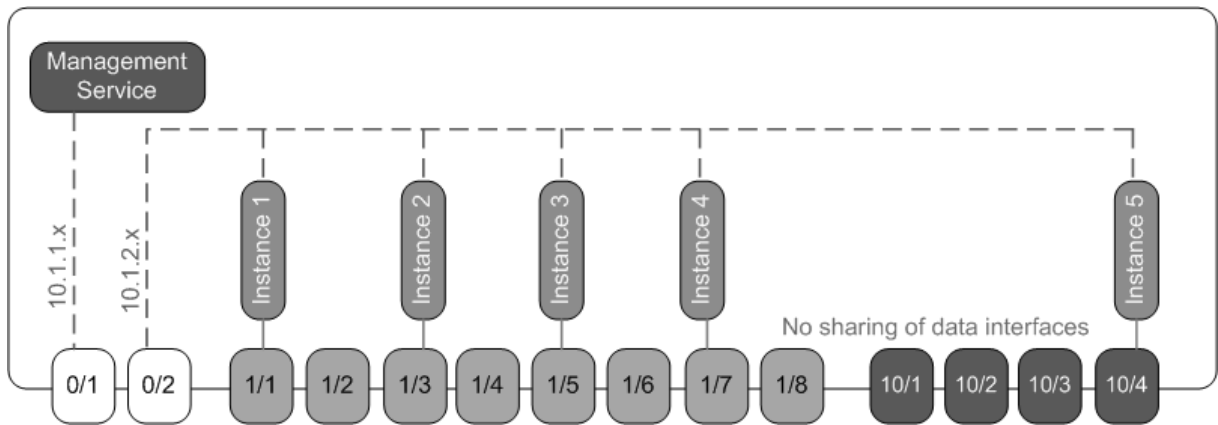 Management
Service
10.1.1.x
10.1.2.x
Instance 1
Instance 2
Instance 3
Instance 4
Instance 5
No sharing of data interfaces
0/1
0/2
1/1
1/2
1/3
1/4
1/5
1/6
1/7
1/8
10/1
10/2
10/3
10/4